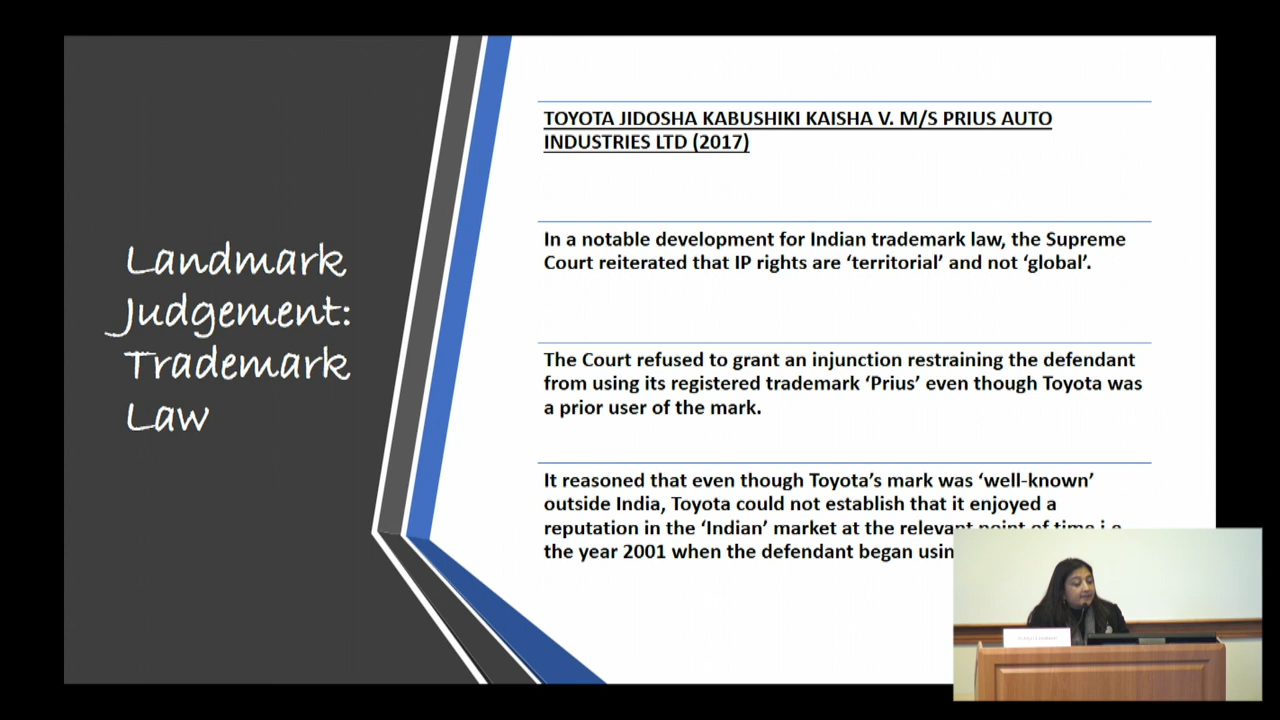 Landmark
Judgement:
Trademark
Law
TOYOTA JIDOSHA KABUSHIKI KAISHA V. M/S PRIUS AUTO
INDUSTRIES LTD (2017)
In a notable development for Indian trademark law, the Supreme
Court reiterated that IP rights are ‘territorial’ and not ‘global’.
The Court refused to grant an injunction restraining the defendant
from using its registered trademark ‘Prius’ even though Toyota was
a prior user of the mark.
It reasoned that even though Toyota’s mark was ‘well-known’
outside India, Toyota could not establish that it enjoyed a
reputation in the ‘Indian’ market at the relevant point of time i.e.
the year 2001 when the defendant began